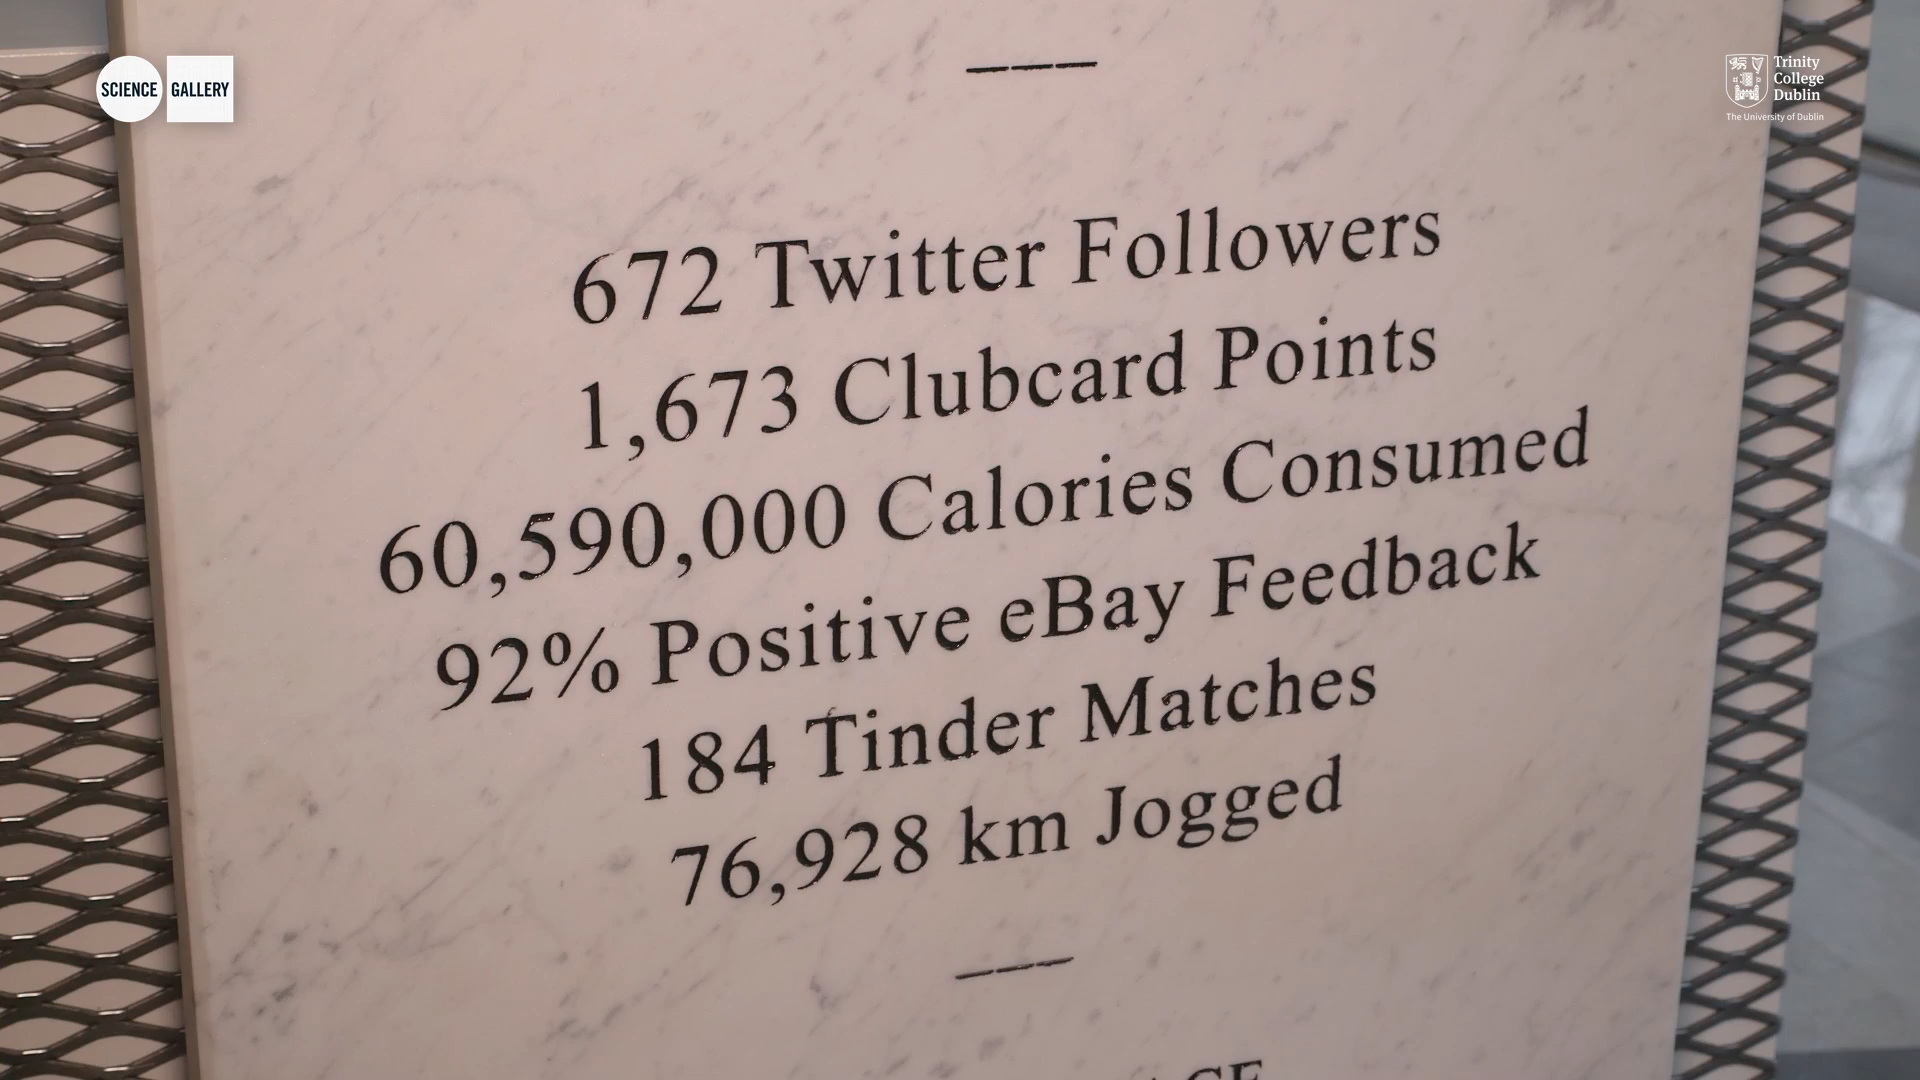 SCIENCE GALLERY
Trinity
College
Dublin
The University of Dublin
672 Twitter Followers
1,673 Clubcard Points
60,590,000 Calories Consumed
92% Positive eBay Feedback
184 Tinder Matches
76,928 km Jogged